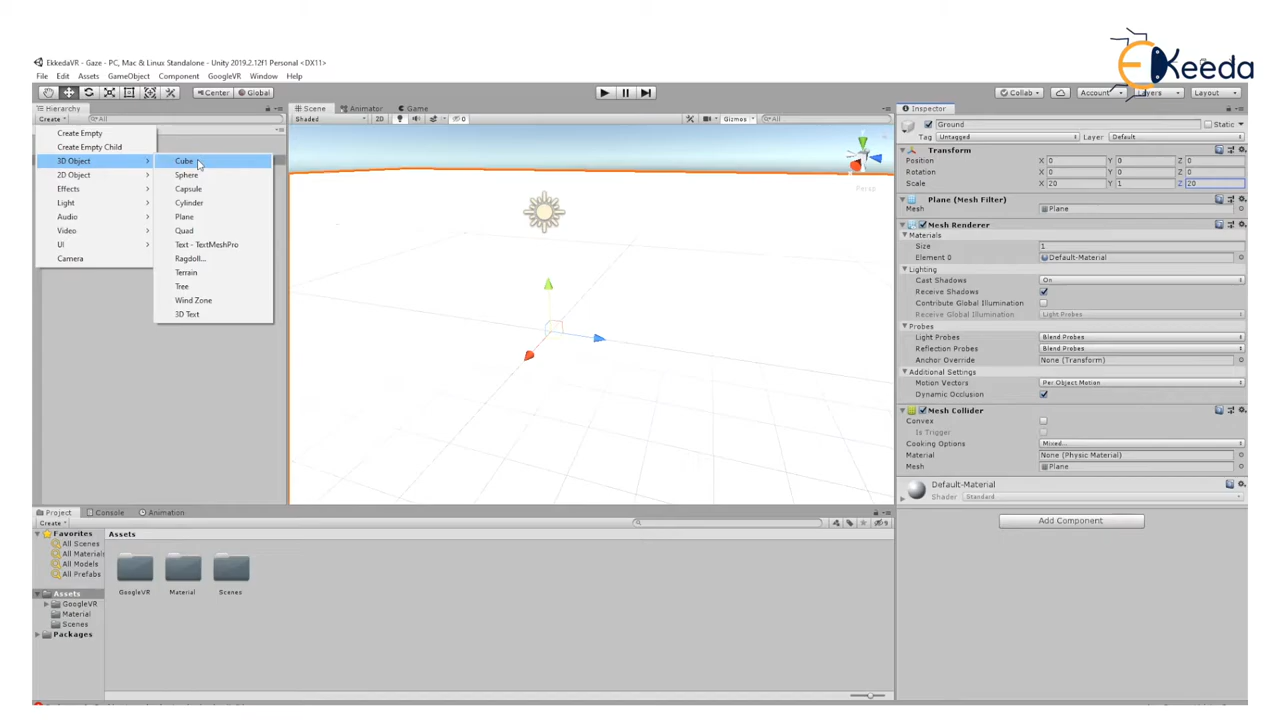 EKeeda
EkkedaVR - Gaze - PC, Mac & Linux Standalone - Unity 2019.2.12f1 Personal <DX11>
File Edit Assets GameObject Component GoogleVR Window Help
Center Global Collab Account Layers Layout
Hierarchy Scene Animator Game Inspector
Create All Shaded 2D 0 Gizmos All
Create Empty
Create Empty Child
3D Object
2D Object
Effects
Light
Audio
Video
UI
Camera
Cube
Sphere
Capsule
Cylinder
Plane
Quad
Text - TextMeshPro
Ragdoll...
Terrain
Tree
Wind Zone
3D Text
Persp
Ground Static
Tag Untagged Layer Default
Transform
Position X 0 Y 0 Z 0
Rotation X 0 Y 0 Z 0
Scale X 20 Y 1 Z 20
Plane (Mesh Filter)
Mesh Plane
Mesh Renderer
Materials
Size 1
Element 0 Default-Material
Lighting
Cast Shadows On
Receive Shadows
Contribute Global Illumination
Receive Global Illumination Light Probes
Probes
Light Probes Blend Probes
Reflection Probes Blend Probes
Anchor Override None (Transform)
Additional Settings
Motion Vectors Per Object Motion
Dynamic Occlusion
Mesh Collider
Convex
Is Trigger
Cooking Options Mixed...
Material None (Physic Material)
Mesh Plane
Default-Material
Shader Standard
Add Component
Project Console Animation
Create 9
Favorites
All Scenes
All Materials
All Models
All Prefabs
Assets
GoogleVR
Material
Scenes
Packages
Assets
GoogleVR Material Scenes